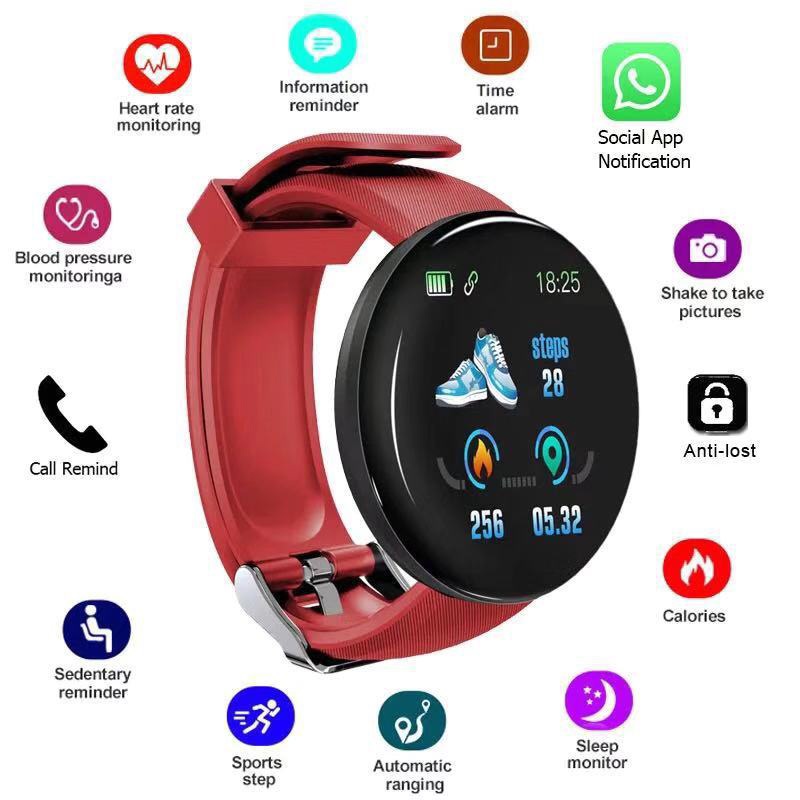 Heart rate
monitoring
Information
reminder
Time
alarm
Social App
Notification
Blood pressure
monitoringa
Shake to take
pictures
18:25
steps
28
256
05.32
Call Remind
Anti-lost
Calories
Sedentary
reminder
Sports
step
Automatic
ranging
Sleep
monitor